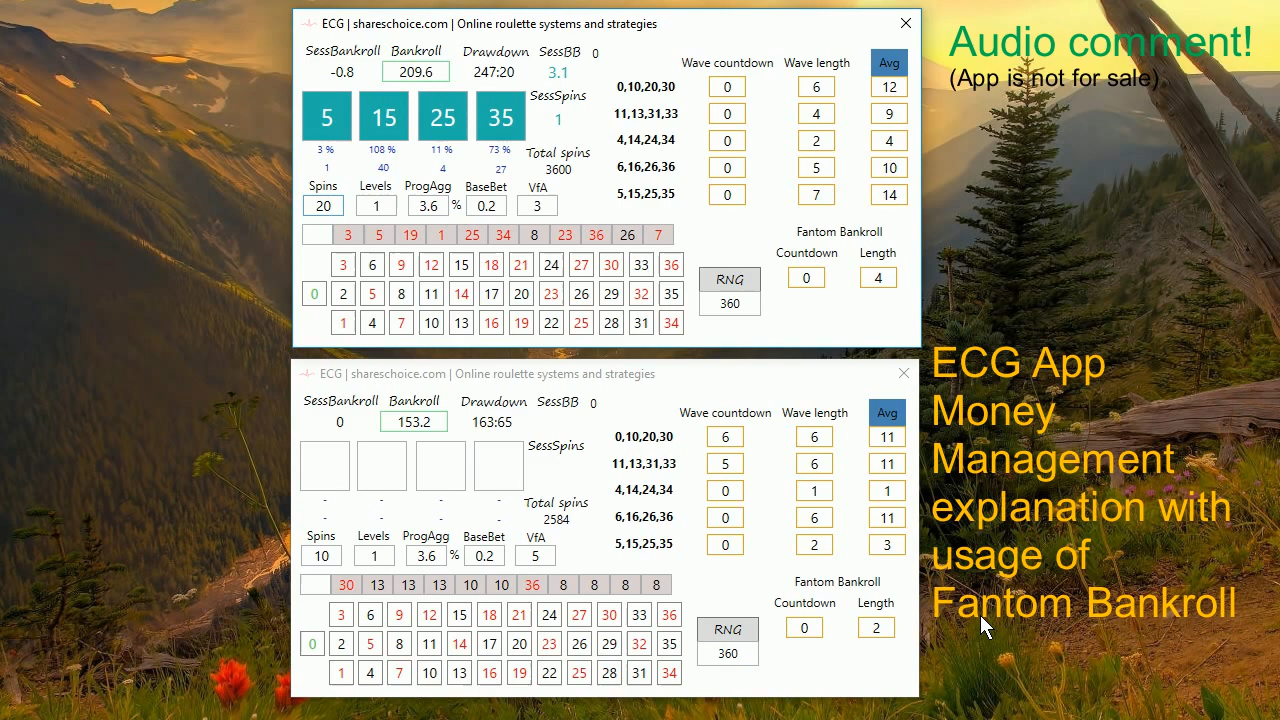 ECG | shareschoice.com | Online roulette systems and strategies
SessBankroll Bankroll Drawdown SessBB 0
-0.8 209.6 247:20 3.1
Wave countdown Wave length Avg
5 15 25 35
SessSpins
1
3 % 108 % 11 % 73 %
1 40 4 27
Total spins
3600
0,10,20,30 0 6 12
11,13,31,33 0 4 9
4,14,24,34 0 2 4
6,16,26,36 0 5 10
5,15,25,35 0 7 14
Spins Levels ProgAgg BaseBet VfA
20 1 3.6 % 0.2 3
Fantom Bankroll
Countdown Length
0 4
3 5 19 1 25 34 8 23 36 26 7
3 6 9 12 15 18 21 24 27 30 33 36
0 2 5 8 11 14 17 20 23 26 29 32 35
1 4 7 10 13 16 19 22 25 28 31 34
RNG
360
ECG | shareschoice.com | Online roulette systems and strategies
SessBankroll Bankroll Drawdown SessBB 0
0 153.2 163:65
Wave countdown Wave length Avg
SessSpins
- - - -
- - - -
Total spins
2584
0,10,20,30 6 6 11
11,13,31,33 5 6 11
4,14,24,34 0 1 1
6,16,26,36 0 6 11
5,15,25,35 0 2 3
Spins Levels ProgAgg BaseBet VfA
10 1 3.6 % 0.2 5
Fantom Bankroll
Countdown Length
0 2
30 13 13 13 10 10 36 8 8 8 8
3 6 9 12 15 18 21 24 27 30 33 36
0 2 5 8 11 14 17 20 23 26 29 32 35
1 4 7 10 13 16 19 22 25 28 31 34
RNG
360
Audio comment!
(App is not for sale)
ECG App
Money
Management
explanation with
usage of
Fantom Bankroll